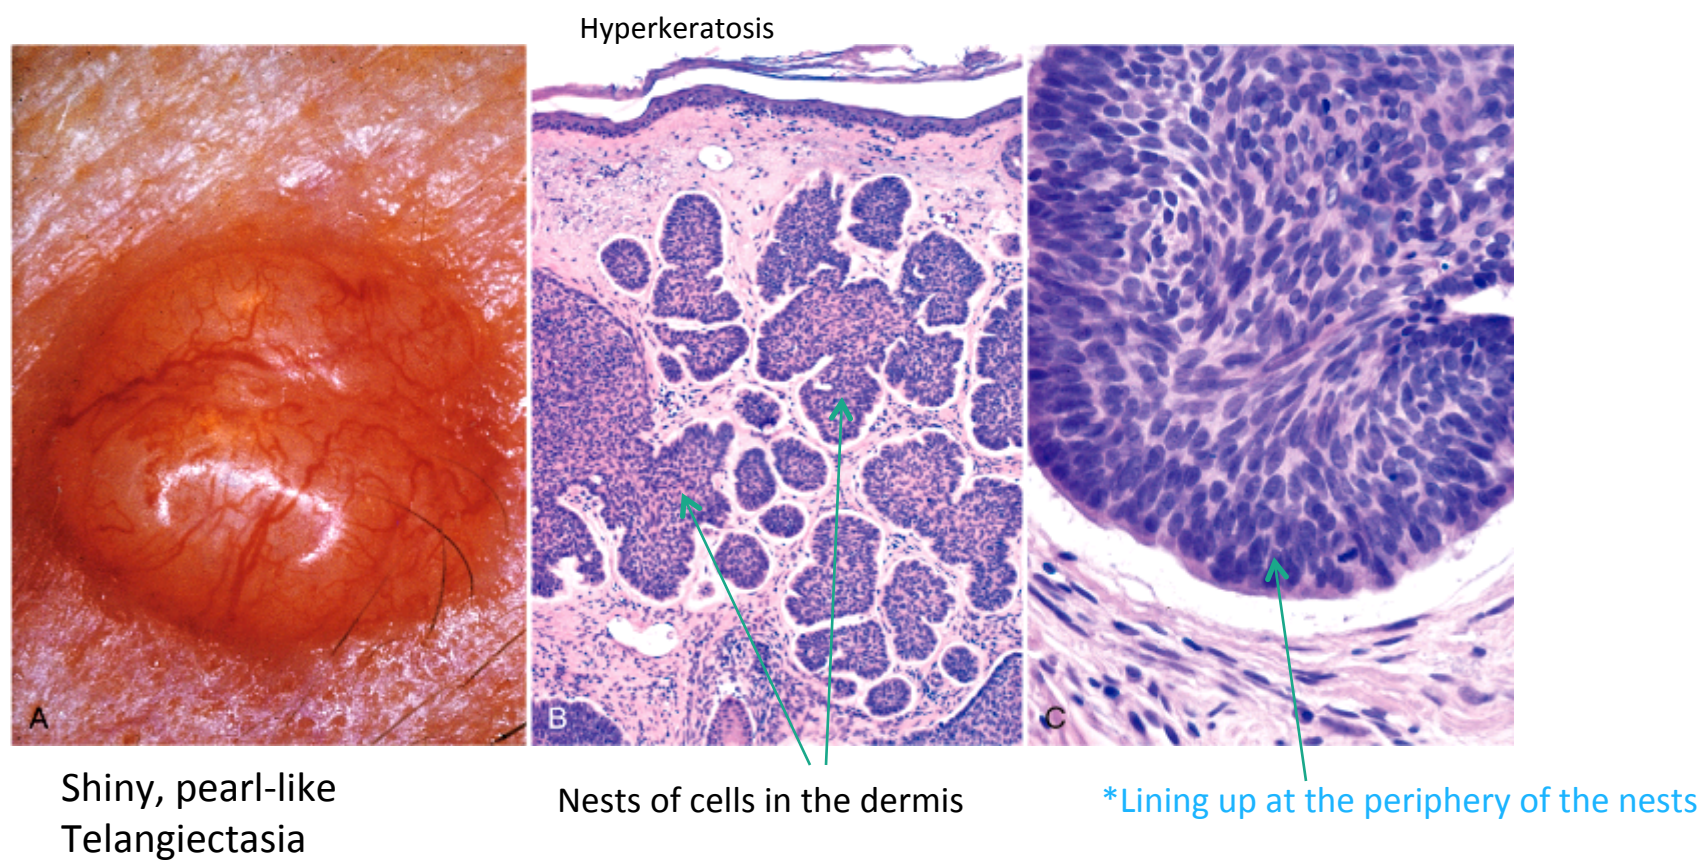 Hyperkeratosis
A
B
C
Shiny, pearl-like
Telangiectasia
Nests of cells in the dermis
*Lining up at the periphery of the nests